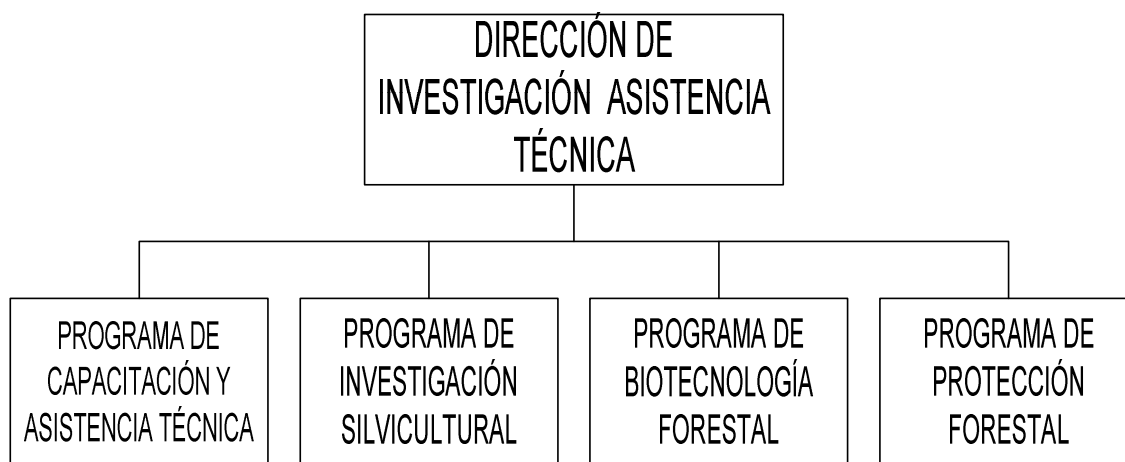 DIRECCIÓN DE
INVESTIGACIÓN ASISTENCIA
TÉCNICA
PROGRAMA DE
CAPACITACIÓN Y
ASISTENCIA TÉCNICA
PROGRAMA DE
INVESTIGACIÓN
SILVICULTURAL
PROGRAMA DE
BIOTECNOLOGÍA
FORESTAL
PROGRAMA DE
PROTECCIÓN
FORESTAL